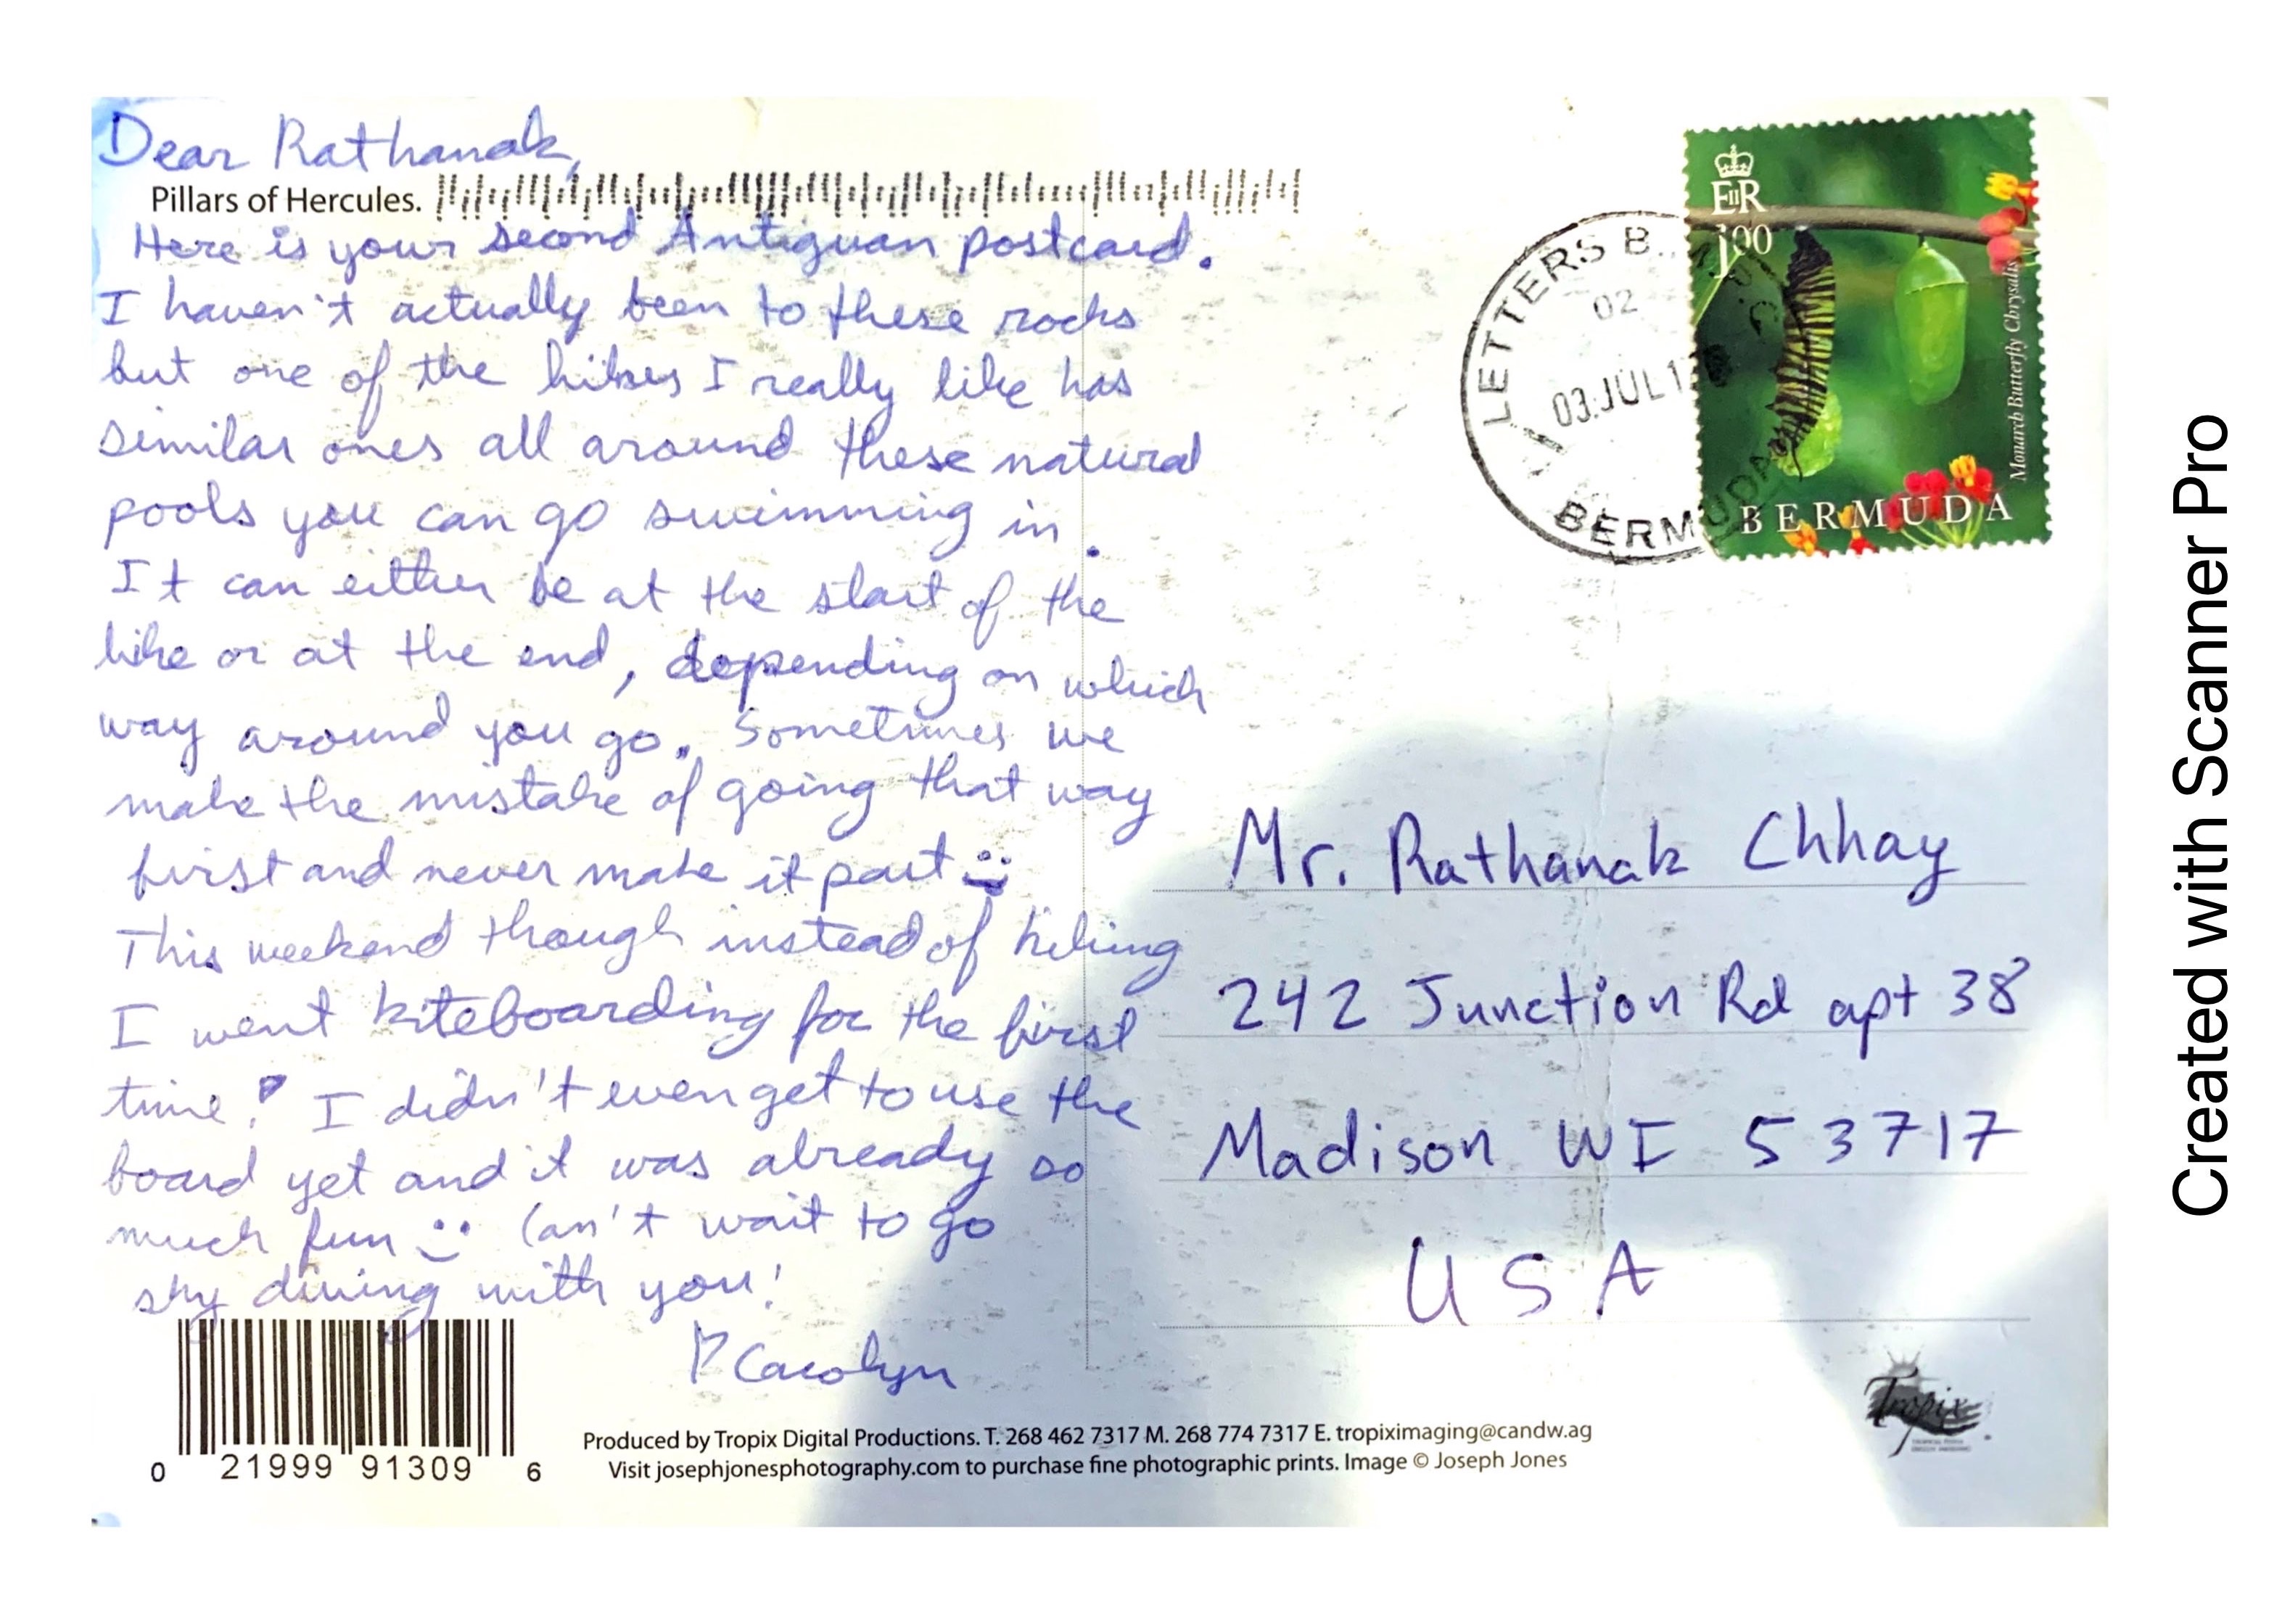 Dear Rathanak,
Pillars of Hercules.
Here is your second Antiguan postcard.
I haven't actually been to these rocks
but one of the hikes I really like has
similar ones all around these natural
pools you can go swimming in.
It can either be at the start of the
hike or at the end, depending on which
way around you go. Sometimes we
make the mistake of going that way
first and never make it past
This weekend though instead of hiking
I went kiteboarding for the first
time! I didn't even get to use the
board yet and it was already so
much fun :) Can't wait to go
sky diving with you!
♥ Carolyn
0 21999 91309 6
Produced by Tropix Digital Productions. T. 268 462 7317 M. 268 774 7317 E. tropiximaging@candw.ag
Visit josephjonesphotography.com to purchase fine photographic prints. Image © Joseph Jones
LETTERS B..
02
03.JUL 1
BERMUDA
EIIR
1.00
Monarch Butterfly Chrysalis
BERMUDA
Mr. Rathanak Chhay
242 Junction Rd apt 38
Madison WI 53717
USA
Tropix
Created with Scanner Pro